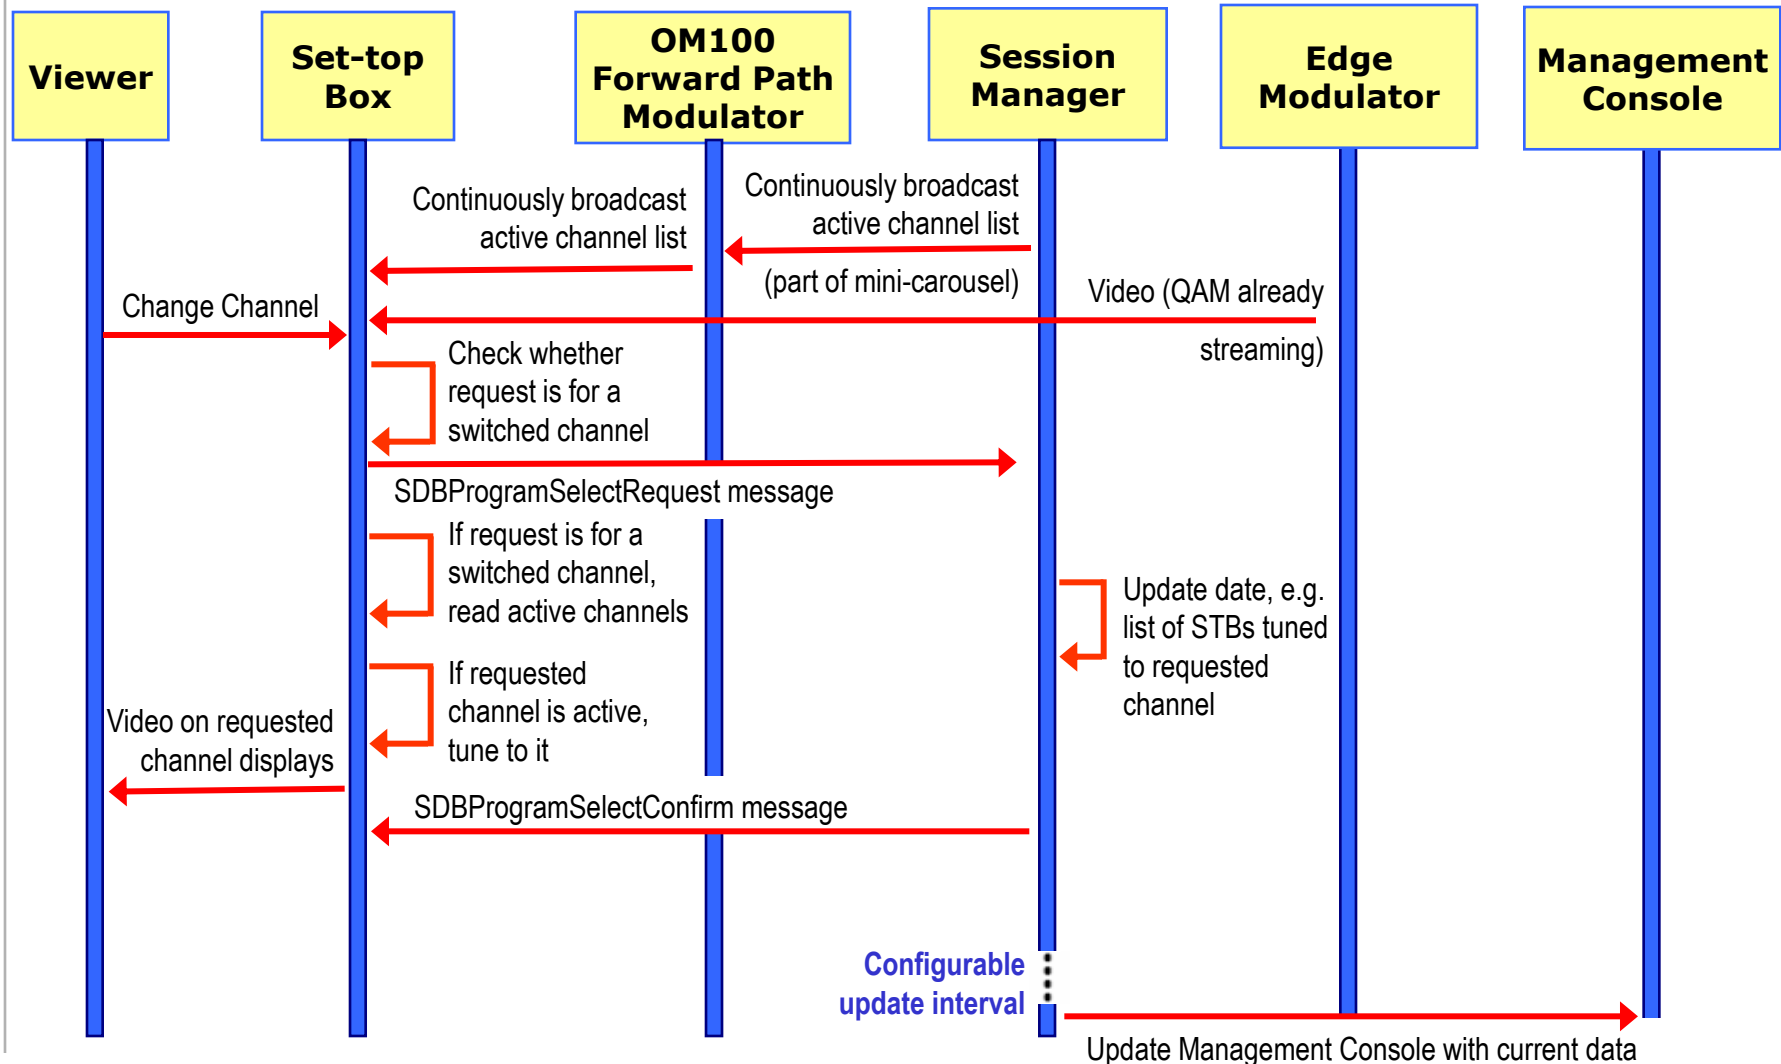 Viewer
Set-top
Box
OM100
Forward Path
Modulator
Session
Manager
Edge
Modulator
Management
Console
Continuously broadcast
active channel list
Continuously broadcast
active channel list
(part of mini-carousel)
Change Channel
Video (QAM already
streaming)
Check whether
request is for a
switched channel
SDBProgramSelectRequest message
If request is for a
switched channel,
read active channels
Update date, e.g.
list of STBs tuned
to requested
channel
If requested
channel is active,
tune to it
Video on requested
channel displays
SDBProgramSelectConfirm message
Configurable
update interval
Update Management Console with current data